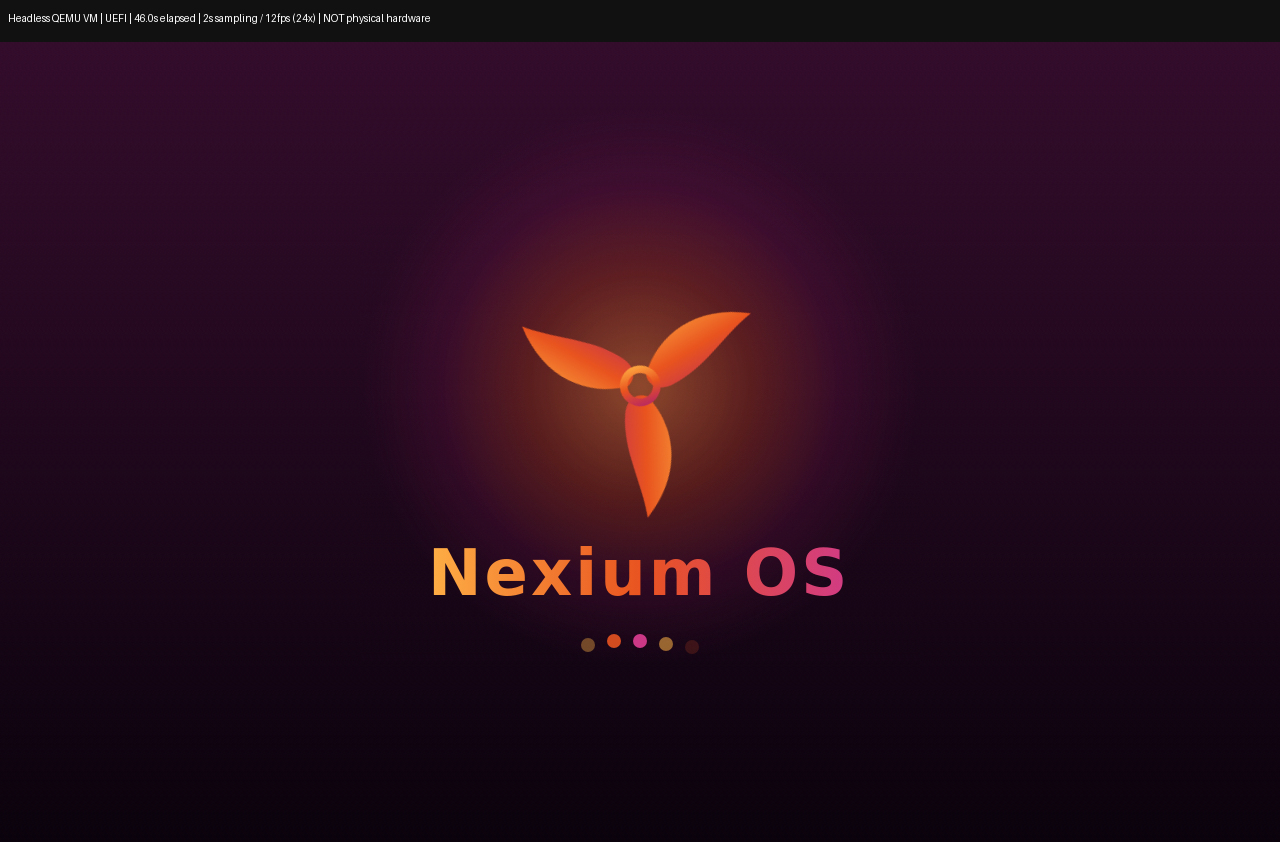 Headless QEMU VM | UEFI | 46.0s elapsed | 2s sampling / 12fps (24x) | NOT physical hardware
Nexium OS